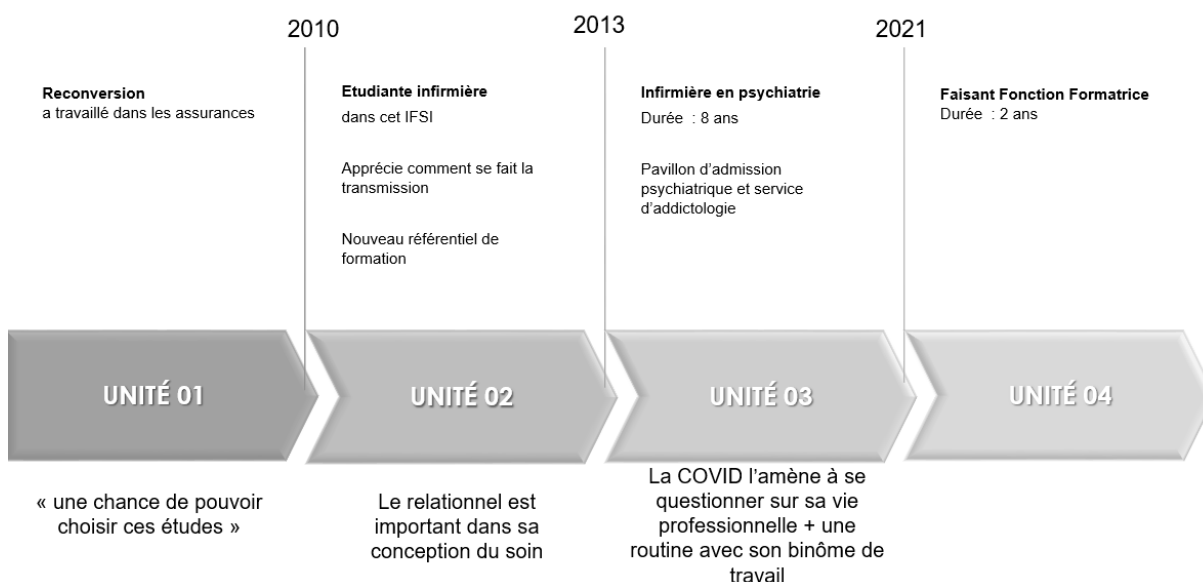 2010
2013
2021
Reconversion
a travaillé dans les assurances
Etudiante infirmière
dans cet IFSI
Apprécie comment se fait la
transmission
Nouveau référentiel de
formation
Infirmière en psychiatrie
Durée : 8 ans
Pavillon d’admission
psychiatrique et service
d’addictologie
Faisant Fonction Formatrice
Durée : 2 ans
UNITÉ 01
UNITÉ 02
UNITÉ 03
UNITÉ 04
« une chance de pouvoir
choisir ces études »
Le relationnel est
important dans sa
conception du soin
La COVID l’amène à se
questionner sur sa vie
professionnelle + une
routine avec son binôme de
travail